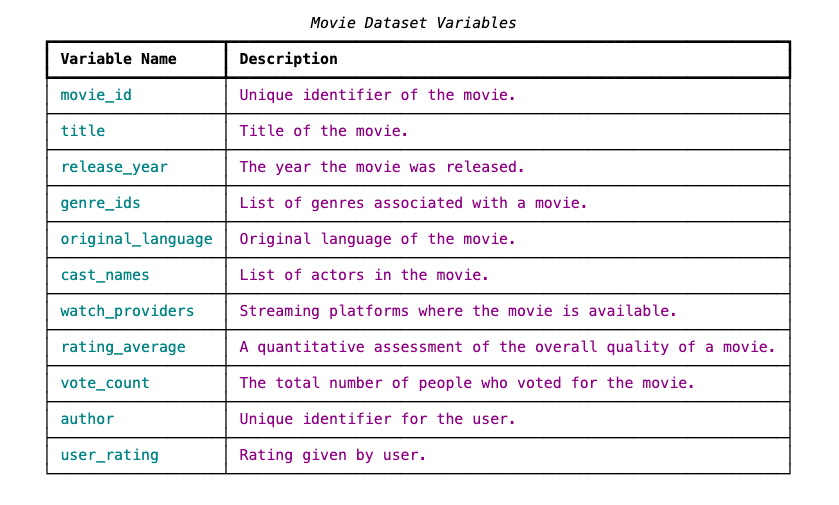 Movie Dataset Variables
Variable Name Description
movie_id Unique identifier of the movie.
title Title of the movie.
release_year The year the movie was released.
genre_ids List of genres associated with a movie.
original_language Original language of the movie.
cast_names List of actors in the movie.
watch_providers Streaming platforms where the movie is available.
rating_average A quantitative assessment of the overall quality of a movie.
vote_count The total number of people who voted for the movie.
author Unique identifier for the user.
user_rating Rating given by user.